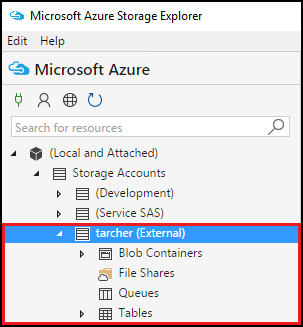 Microsoft Azure Storage Explorer
Edit Help
Microsoft Azure
Search for resources
(Local and Attached)
Storage Accounts
(Development)
(Service SAS)
tarcher (External)
Blob Containers
File Shares
Queues
Tables